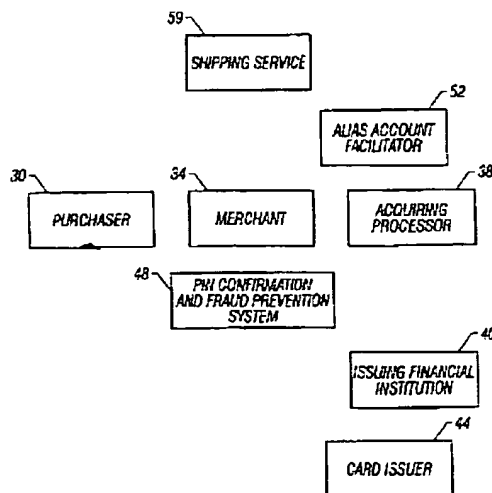 59
SHIPPING SERVICE
52
ALIAS ACCOUNT
FACILITATOR
30
PURCHASER
34
MERCHANT
38
ACQUIRING
PROCESSOR
48
PIN CONFIRMATION
AND FRAUD PREVENTION
SYSTEM
40
ISSUING FINANCIAL
INSTITUTION
44
CARD ISSUER